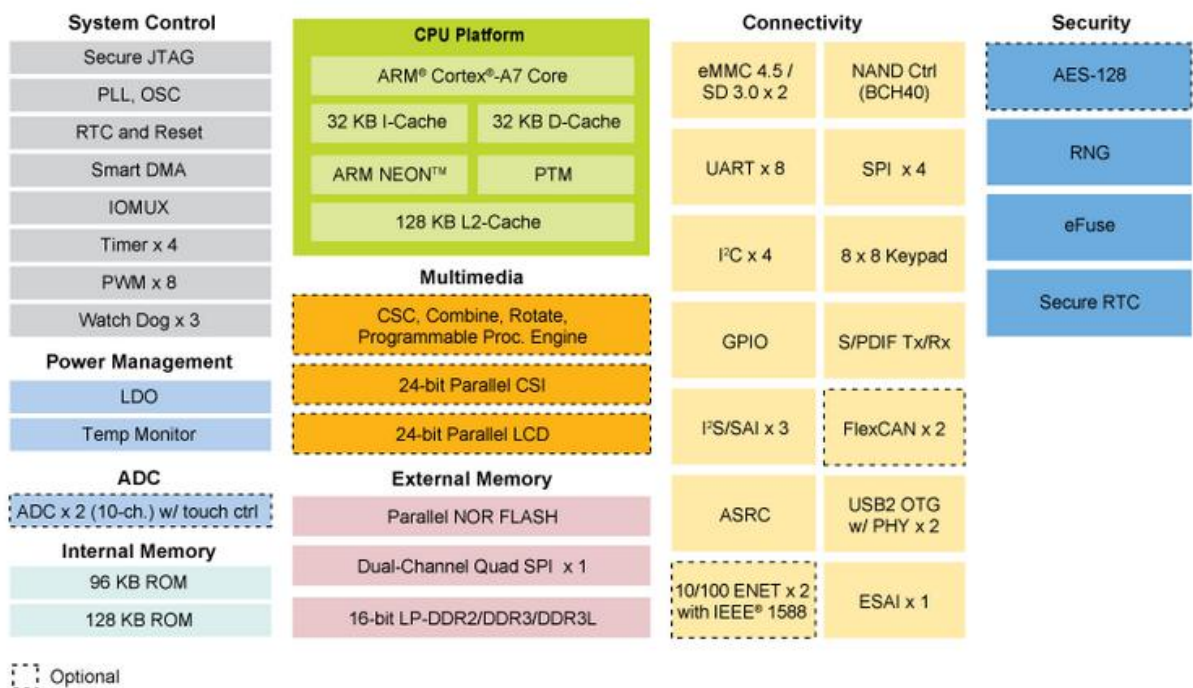 System Control
Secure JTAG
PLL, OSC
RTC and Reset
Smart DMA
IOMUX
Timer x 4
PWM x 8
Watch Dog x 3
Power Management
LDO
Temp Monitor
ADC
ADC x 2 (10-ch.) w/ touch ctrl
Internal Memory
96 KB ROM
128 KB ROM
Optional
CPU Platform
ARM® Cortex®-A7 Core
32 KB I-Cache
32 KB D-Cache
ARM NEON™
PTM
128 KB L2-Cache
Multimedia
CSC, Combine, Rotate,
Programmable Proc. Engine
24-bit Parallel CSI
24-bit Parallel LCD
External Memory
Parallel NOR FLASH
Dual-Channel Quad SPI x 1
16-bit LP-DDR2/DDR3/DDR3L
Connectivity
eMMC 4.5 /
SD 3.0 x 2
NAND Ctrl
(BCH40)
UART x 8
SPI x 4
I²C x 4
8 x 8 Keypad
GPIO
S/PDIF Tx/Rx
I²S/SAI x 3
FlexCAN x 2
ASRC
USB2 OTG
w/ PHY x 2
10/100 ENET x 2
with IEEE® 1588
ESAI x 1
Security
AES-128
RNG
eFuse
Secure RTC